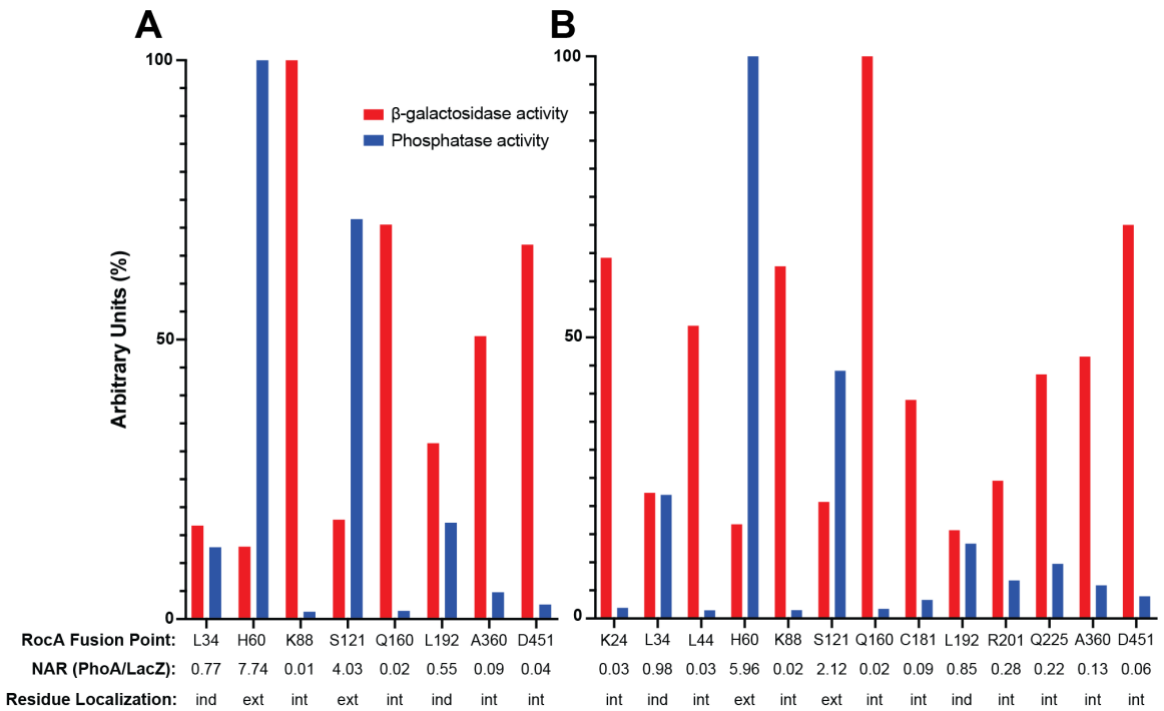 A
B
100
50
0
100
50
0
Arbitrary Units (%)
β-galactosidase activity
Phosphatase activity
RocA Fusion Point: L34 H60 K88 S121 Q160 L192 A360 D451 K24 L34 L44 H60 K88 S121 Q160 C181 L192 R201 Q225 A360 D451
NAR (PhoA/LacZ): 0.77 7.74 0.01 4.03 0.02 0.55 0.09 0.04 0.03 0.98 0.03 5.96 0.02 2.12 0.02 0.09 0.85 0.28 0.22 0.13 0.06
Residue Localization: ind ext int ext int ind int int int ind int ext int ext int int ind int int int int